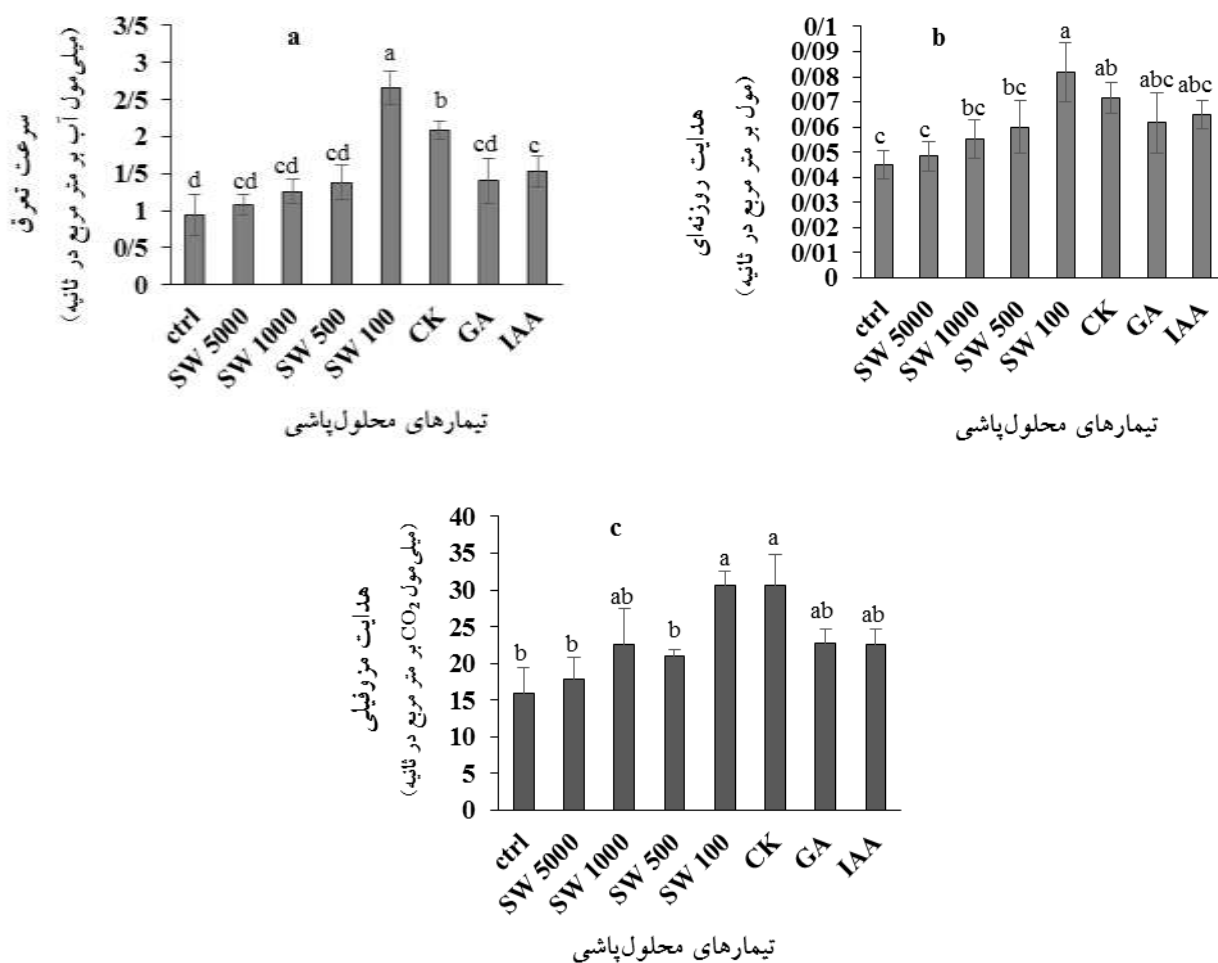 a
سرعت تعرق
(میلی‌مول آب بر متر مربع در ثانیه)
3/5
3
2/5
2
1/5
1
0/5
0
d
cd
cd
cd
a
b
cd
c
ctrl
SW 5000
SW 1000
SW 500
SW 100
CK
GA
IAA
تیمارهای محلول‌پاشی
b
هدایت روزنه‌ای
(مول بر متر مربع در ثانیه)
0/1
0/09
0/08
0/07
0/06
0/05
0/04
0/03
0/02
0/01
0
c
c
bc
bc
a
ab
abc
abc
ctrl
SW 5000
SW 1000
SW 500
SW 100
CK
GA
IAA
تیمارهای محلول‌پاشی
c
هدایت مزوفیلی
(میلی‌مول CO₂ بر متر مربع در ثانیه)
40
35
30
25
20
15
10
5
0
b
b
ab
b
a
a
ab
ab
ctrl
SW 5000
SW 1000
SW 500
SW 100
CK
GA
IAA
تیمارهای محلول‌پاشی